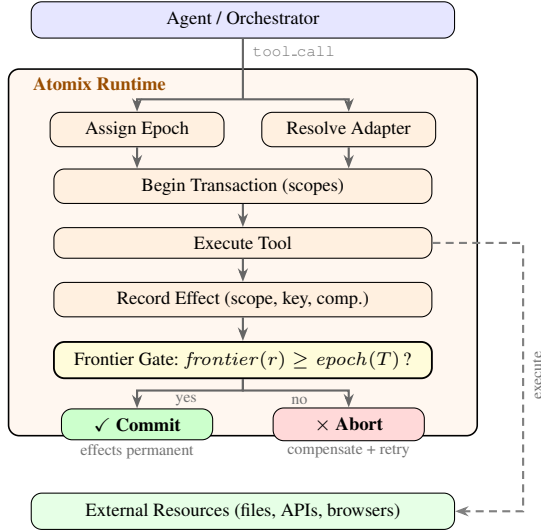 Agent / Orchestrator
tool_call
Atomix Runtime
Assign Epoch
Resolve Adapter
Begin Transaction (scopes)
Execute Tool
Record Effect (scope, key, comp.)
Frontier Gate: frontier(r) ≥ epoch(T) ?
yes
no
✓ Commit
× Abort
effects permanent
compensate + retry
execute
External Resources (files, APIs, browsers)